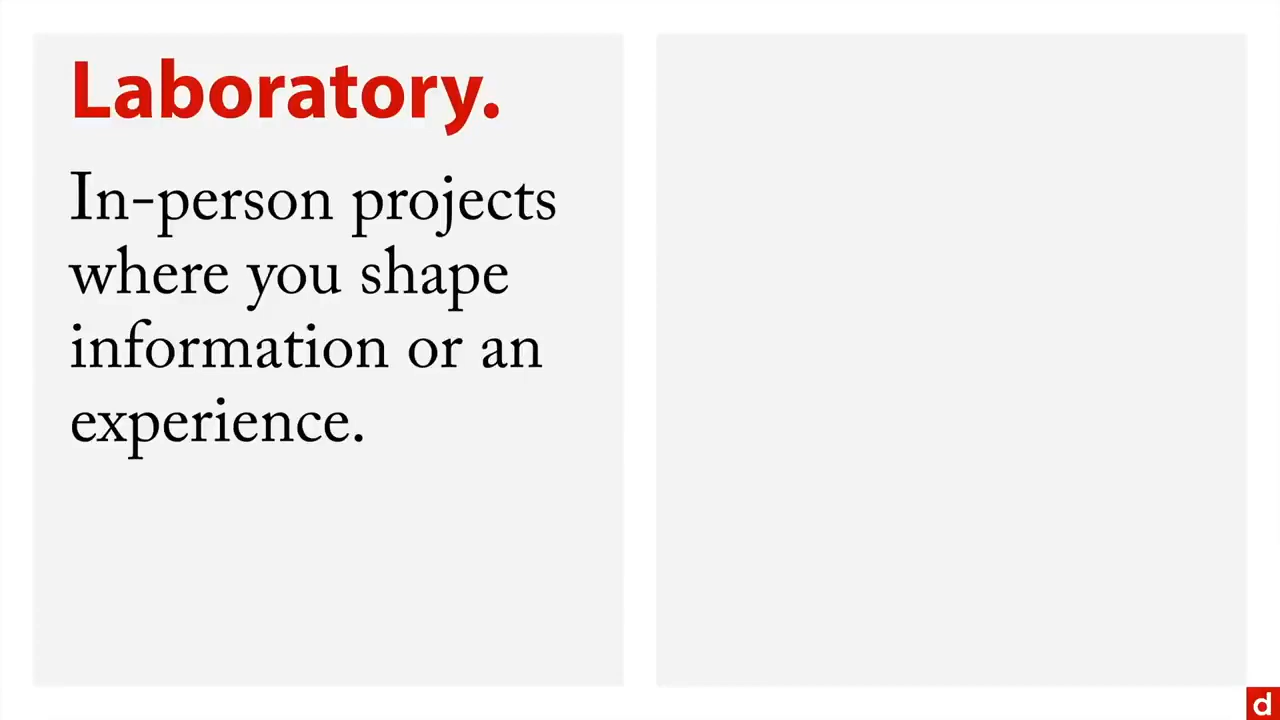 Laboratory.
In-person projects
where you shape
information or an
experience.
d